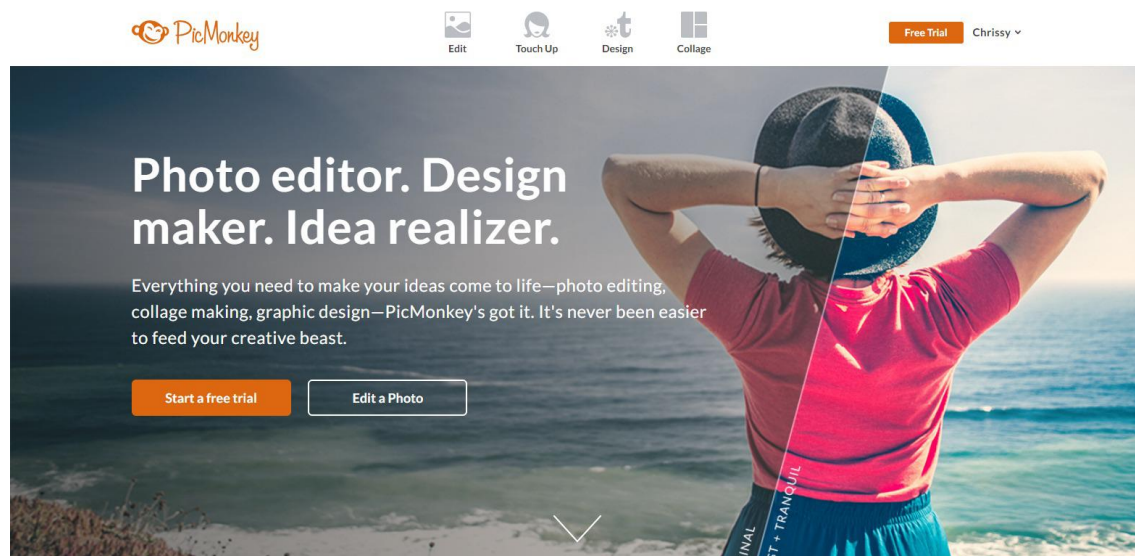 PicMonkey
Edit
Touch Up
Design
Collage
Free Trial
Chrissy
Photo editor. Design
maker. Idea realizer.
Everything you need to make your ideas come to life—photo editing,
collage making, graphic design—PicMonkey's got it. It's never been easier
to feed your creative beast.
Start a free trial
Edit a Photo
+ TRANQUIL